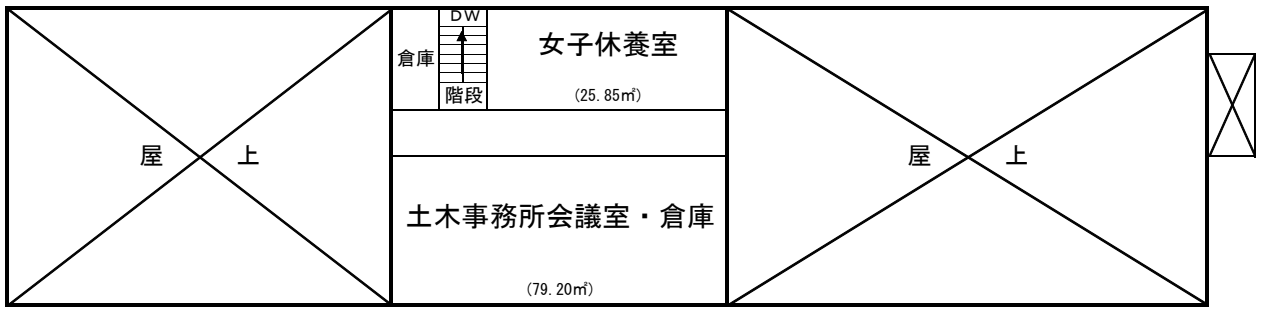 DW
倉庫
階段
女子休養室
(25.85㎡)
屋 上
屋 上
土木事務所会議室・倉庫
(79.20㎡)